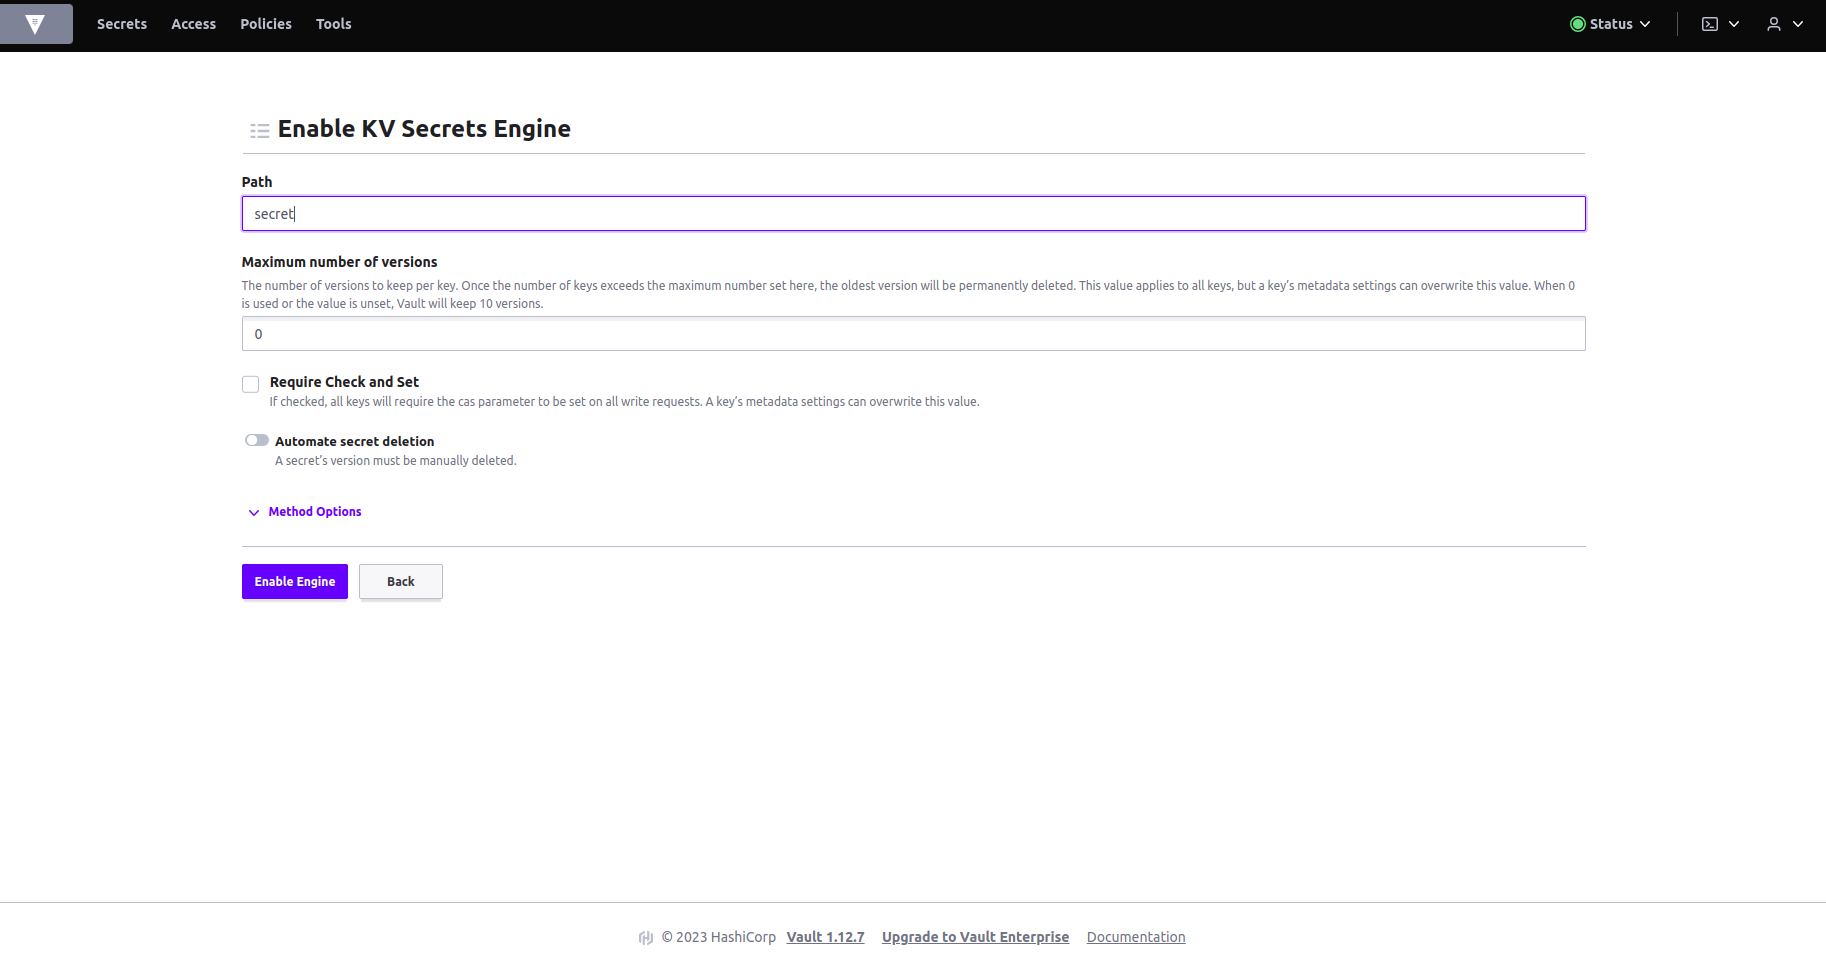 Secrets Access Policies Tools Status
Enable KV Secrets Engine
Path
secret
Maximum number of versions
The number of versions to keep per key. Once the number of keys exceeds the maximum number set here, the oldest version will be permanently deleted. This value applies to all keys, but a key’s metadata settings can overwrite this value. When 0
is used or the value is unset, Vault will keep 10 versions.
0
Require Check and Set
If checked, all keys will require the cas parameter to be set on all write requests. A key’s metadata settings can overwrite this value.
Automate secret deletion
A secret’s version must be manually deleted.
Method Options
Enable Engine Back
© 2023 HashiCorp Vault 1.12.7 Upgrade to Vault Enterprise Documentation